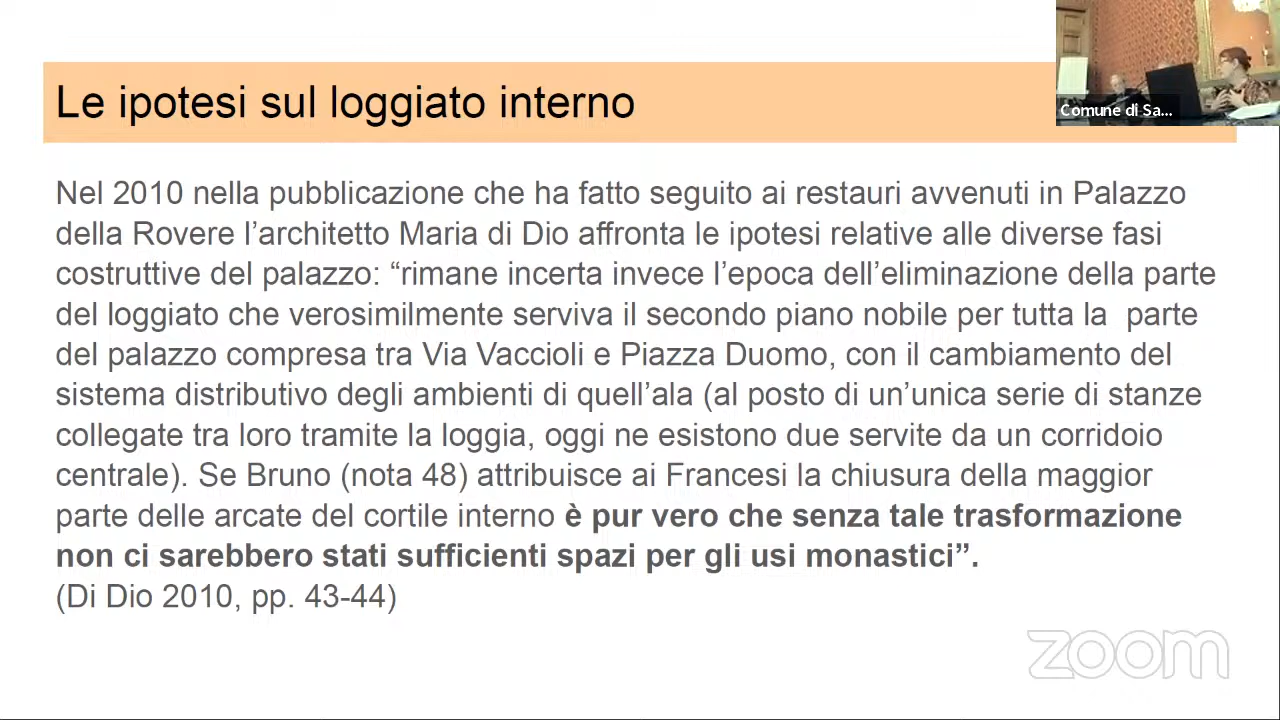 Le ipotesi sul loggiato interno
Comune di Sa...
Nel 2010 nella pubblicazione che ha fatto seguito ai restauri avvenuti in Palazzo
della Rovere l’architetto Maria di Dio affronta le ipotesi relative alle diverse fasi
costruttive del palazzo: “rimane incerta invece l’epoca dell’eliminazione della parte
del loggiato che verosimilmente serviva il secondo piano nobile per tutta la parte
del palazzo compresa tra Via Vaccioli e Piazza Duomo, con il cambiamento del
sistema distributivo degli ambienti di quell’ala (al posto di un’unica serie di stanze
collegate tra loro tramite la loggia, oggi ne esistono due servite da un corridoio
centrale). Se Bruno (nota 48) attribuisce ai Francesi la chiusura della maggior
parte delle arcate del cortile interno è pur vero che senza tale trasformazione
non ci sarebbero stati sufficienti spazi per gli usi monastici”.
(Di Dio 2010, pp. 43-44)
zoom